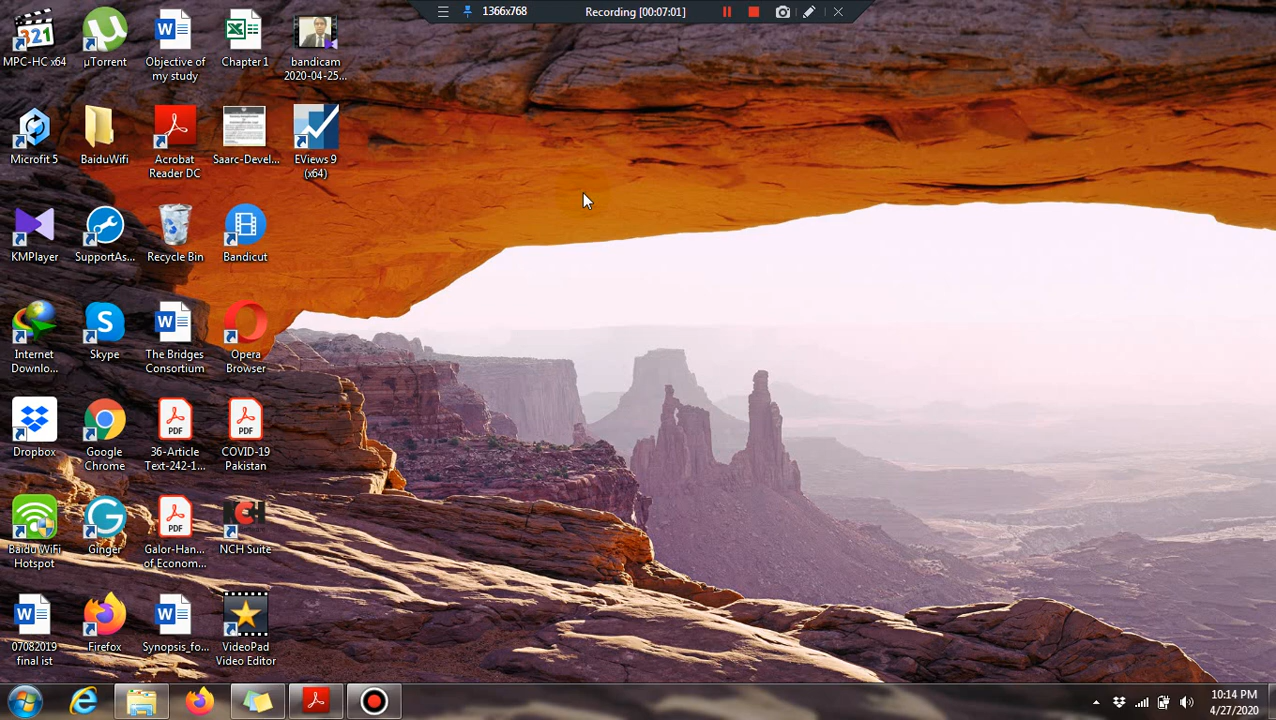 1366x768
Recording [00:07:01]
MPC-HC x64
µTorrent
Objective of
my study
Chapter 1
bandicam
2020-04-25...
Microfit 5
BaiduWifi
Acrobat
Reader DC
Saarc-Devel...
EViews 9
(x64)
KMPlayer
SupportAs...
Recycle Bin
Bandicut
Internet
Downlo...
Skype
The Bridges
Consortium
Opera
Browser
Dropbox
Google
Chrome
PDF
36-Article
Text-242-1...
PDF
COVID-19
Pakistan
Baidu WiFi
Hotspot
Ginger
PDF
Galor-Han...
of Econom...
NCH Suite
07082019
final ist
Firefox
Synopsis_fo...
VideoPad
Video Editor
10:14 PM
4/27/2020